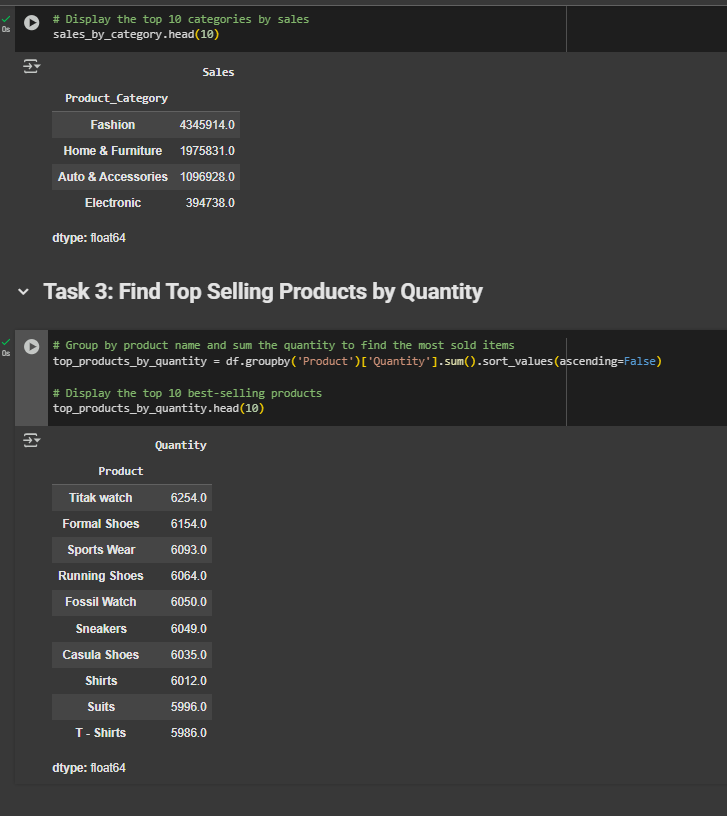 0s
# Display the top 10 categories by sales
sales_by_category.head(10)
Sales
Product_Category
Fashion 4345914.0
Home & Furniture 1975831.0
Auto & Accessories 1096928.0
Electronic 394738.0
dtype: float64
Task 3: Find Top Selling Products by Quantity
0s
# Group by product name and sum the quantity to find the most sold items
top_products_by_quantity = df.groupby('Product')['Quantity'].sum().sort_values(ascending=False)
# Display the top 10 best-selling products
top_products_by_quantity.head(10)
Quantity
Product
Titak watch 6254.0
Formal Shoes 6154.0
Sports Wear 6093.0
Running Shoes 6064.0
Fossil Watch 6050.0
Sneakers 6049.0
Casula Shoes 6035.0
Shirts 6012.0
Suits 5996.0
T - Shirts 5986.0
dtype: float64